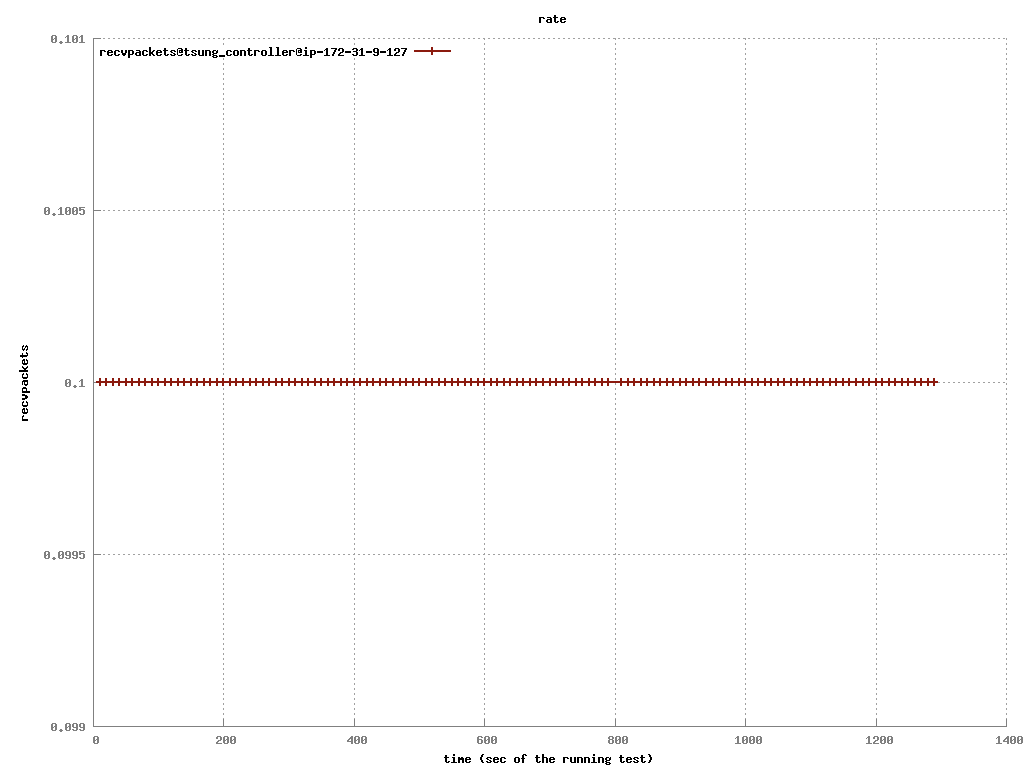 rate
0.101
recvpackets@tsung_controller@ip-172-31-9-127
0.1005
recvpackets
0.1
0.0995
0.099
0 200 400 600 800 1000 1200 1400
time (sec of the running test)